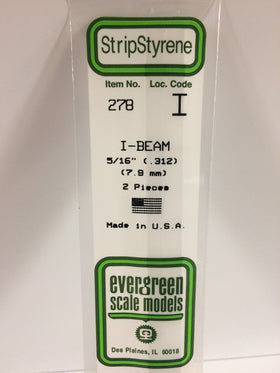 StripStyrene
Item No. Loc. Code
278 I
I-BEAM
5/16" (.312)
(7.9 mm)
2 Pieces
Made in U.S.A.
evergreen
scale models
Des Plaines, IL 60018